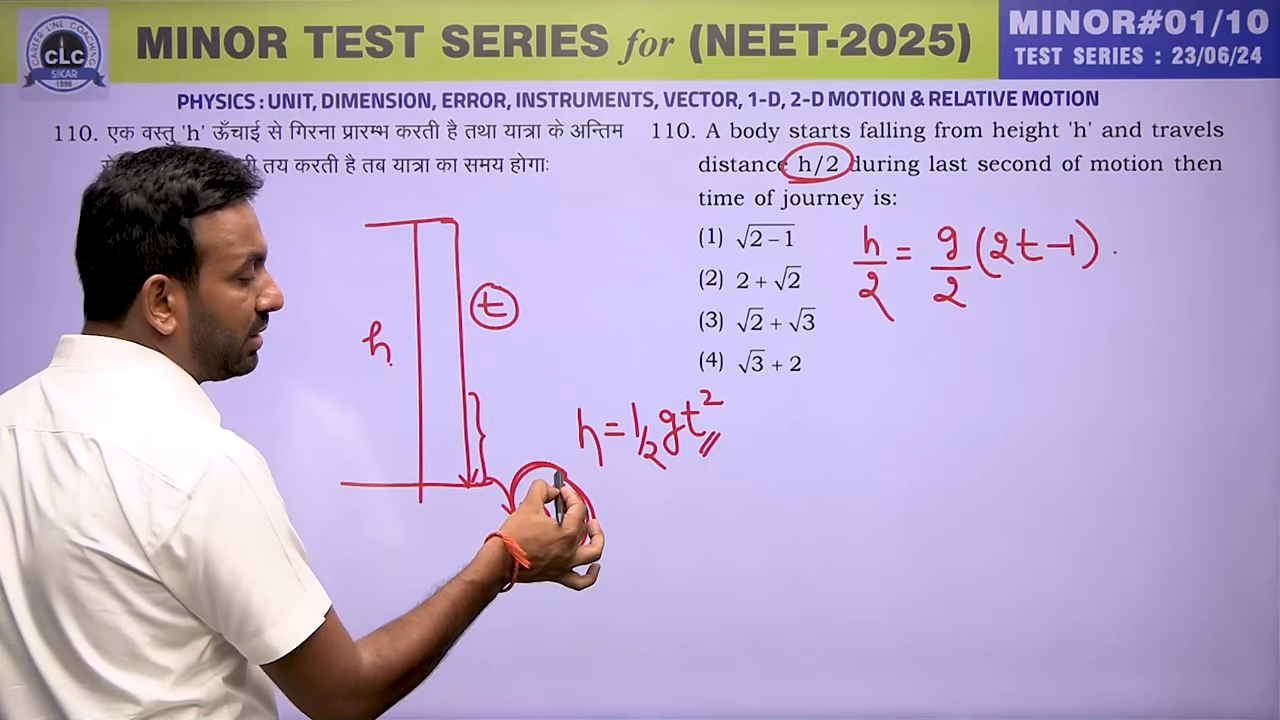 CAREER LINE COACHING
CLC
SIKAR
1996
MINOR TEST SERIES for (NEET-2025)
MINOR#01/10
TEST SERIES : 23/06/24
PHYSICS : UNIT, DIMENSION, ERROR, INSTRUMENTS, VECTOR, 1-D, 2-D MOTION & RELATIVE MOTION
110. एक वस्तु 'h' ऊँचाई से गिरना प्रारम्भ करती है तथा यात्रा के अन्तिम
तय करती है तब यात्रा का समय होगाः
110. A body starts falling from height 'h' and travels
distance h/2 during last second of motion then
time of journey is:
(1) √2−1
(2) 2 + √2
(3) √2 + √3
(4) √3 + 2
h/2 = g/2 (2t−1).
t
h
h=1/2gt²